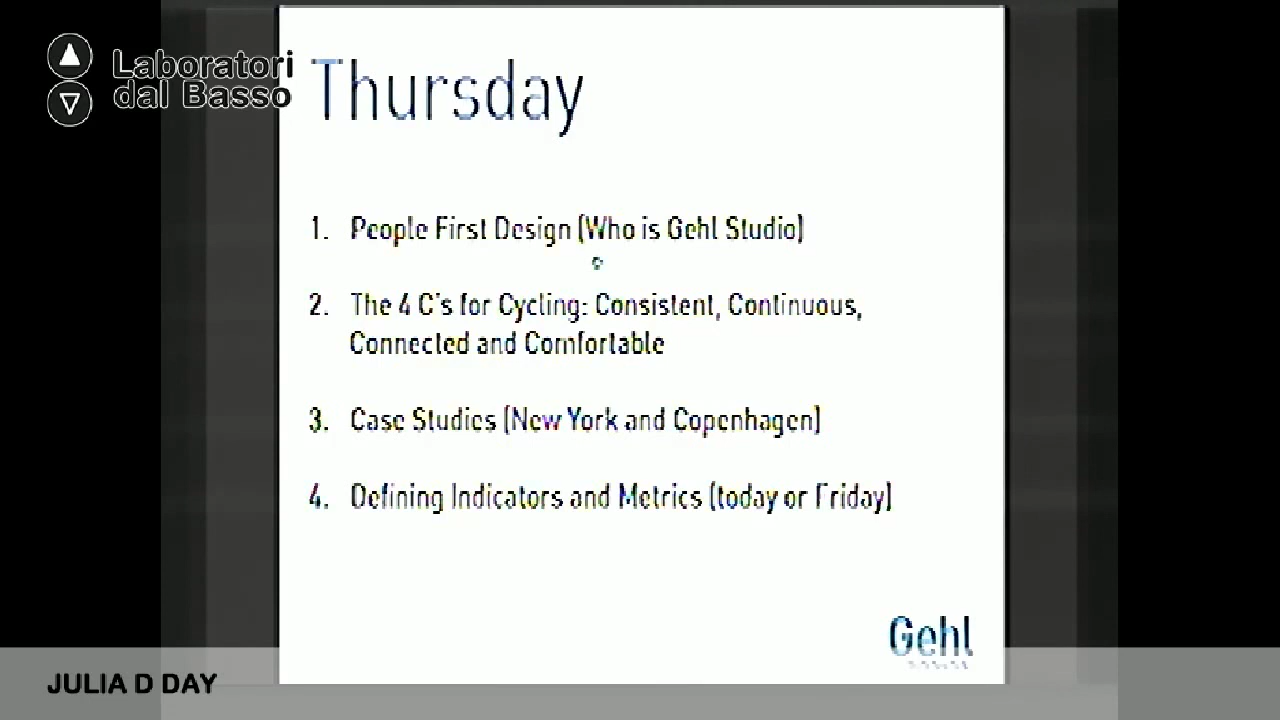 Laboratori
dal Basso
Thursday
1. People First Design (Who is Gehl Studio)
2. The 4 C's for Cycling: Consistent, Continuous,
Connected and Comfortable
3. Case Studies (New York and Copenhagen)
4. Defining Indicators and Metrics (today or Friday)
Gehl
JULIA D DAY